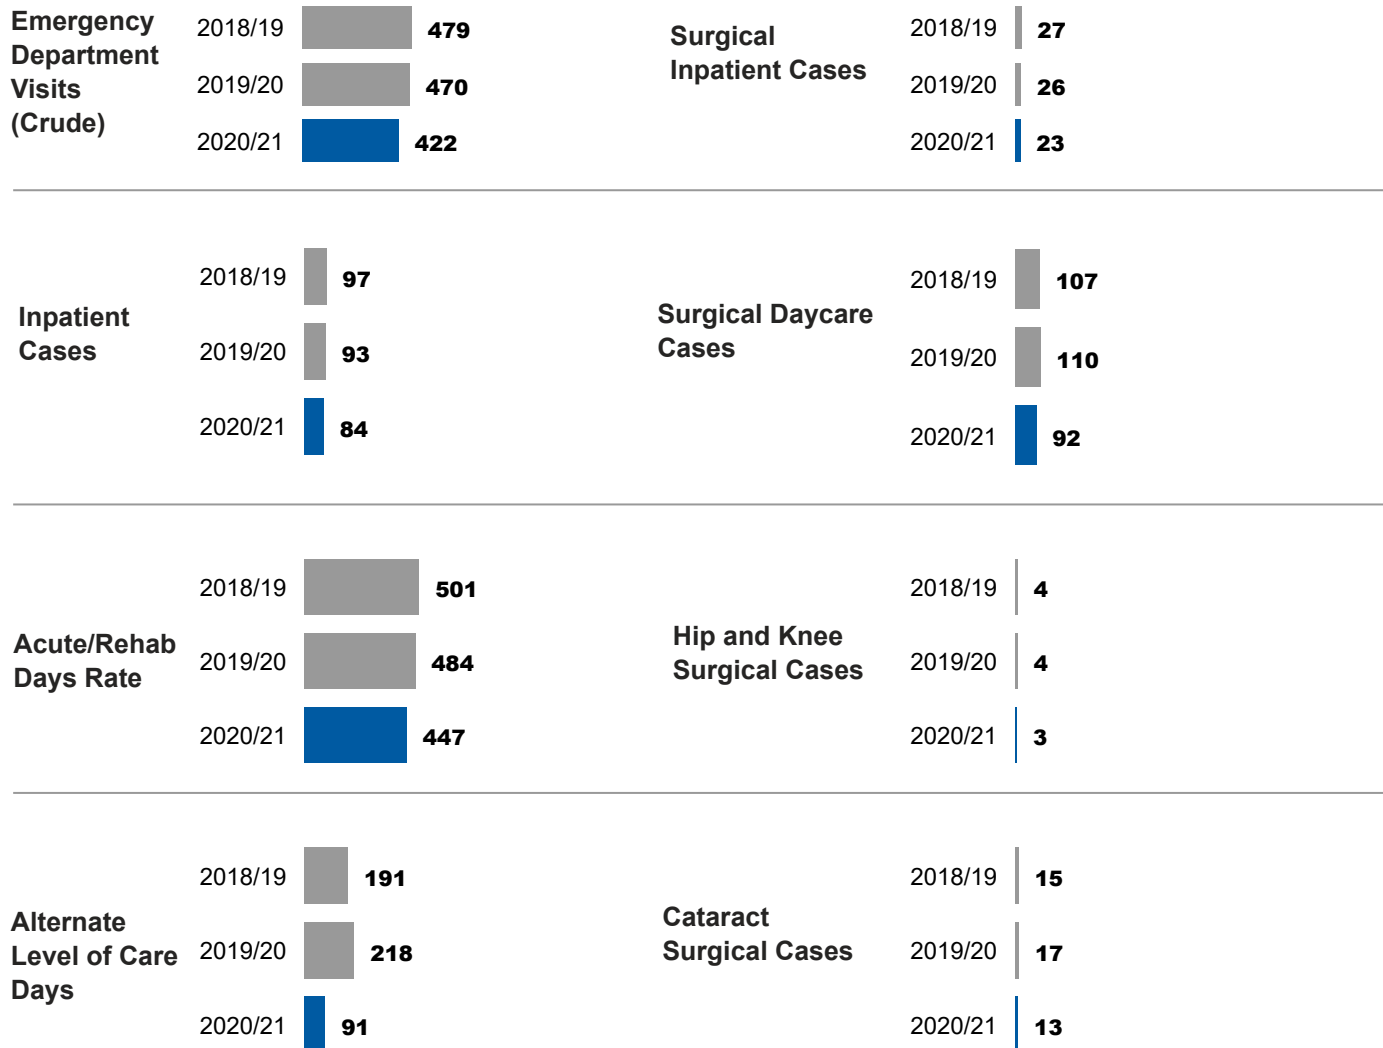 Emergency
Department
Visits
(Crude)
2018/19 479
2019/20 470
2020/21 422
Surgical
Inpatient Cases
2018/19 27
2019/20 26
2020/21 23
Inpatient
Cases
2018/19 97
2019/20 93
2020/21 84
Surgical Daycare
Cases
2018/19 107
2019/20 110
2020/21 92
Acute/Rehab
Days Rate
2018/19 501
2019/20 484
2020/21 447
Hip and Knee
Surgical Cases
2018/19 4
2019/20 4
2020/21 3
Alternate
Level of Care
Days
2018/19 191
2019/20 218
2020/21 91
Cataract
Surgical Cases
2018/19 15
2019/20 17
2020/21 13